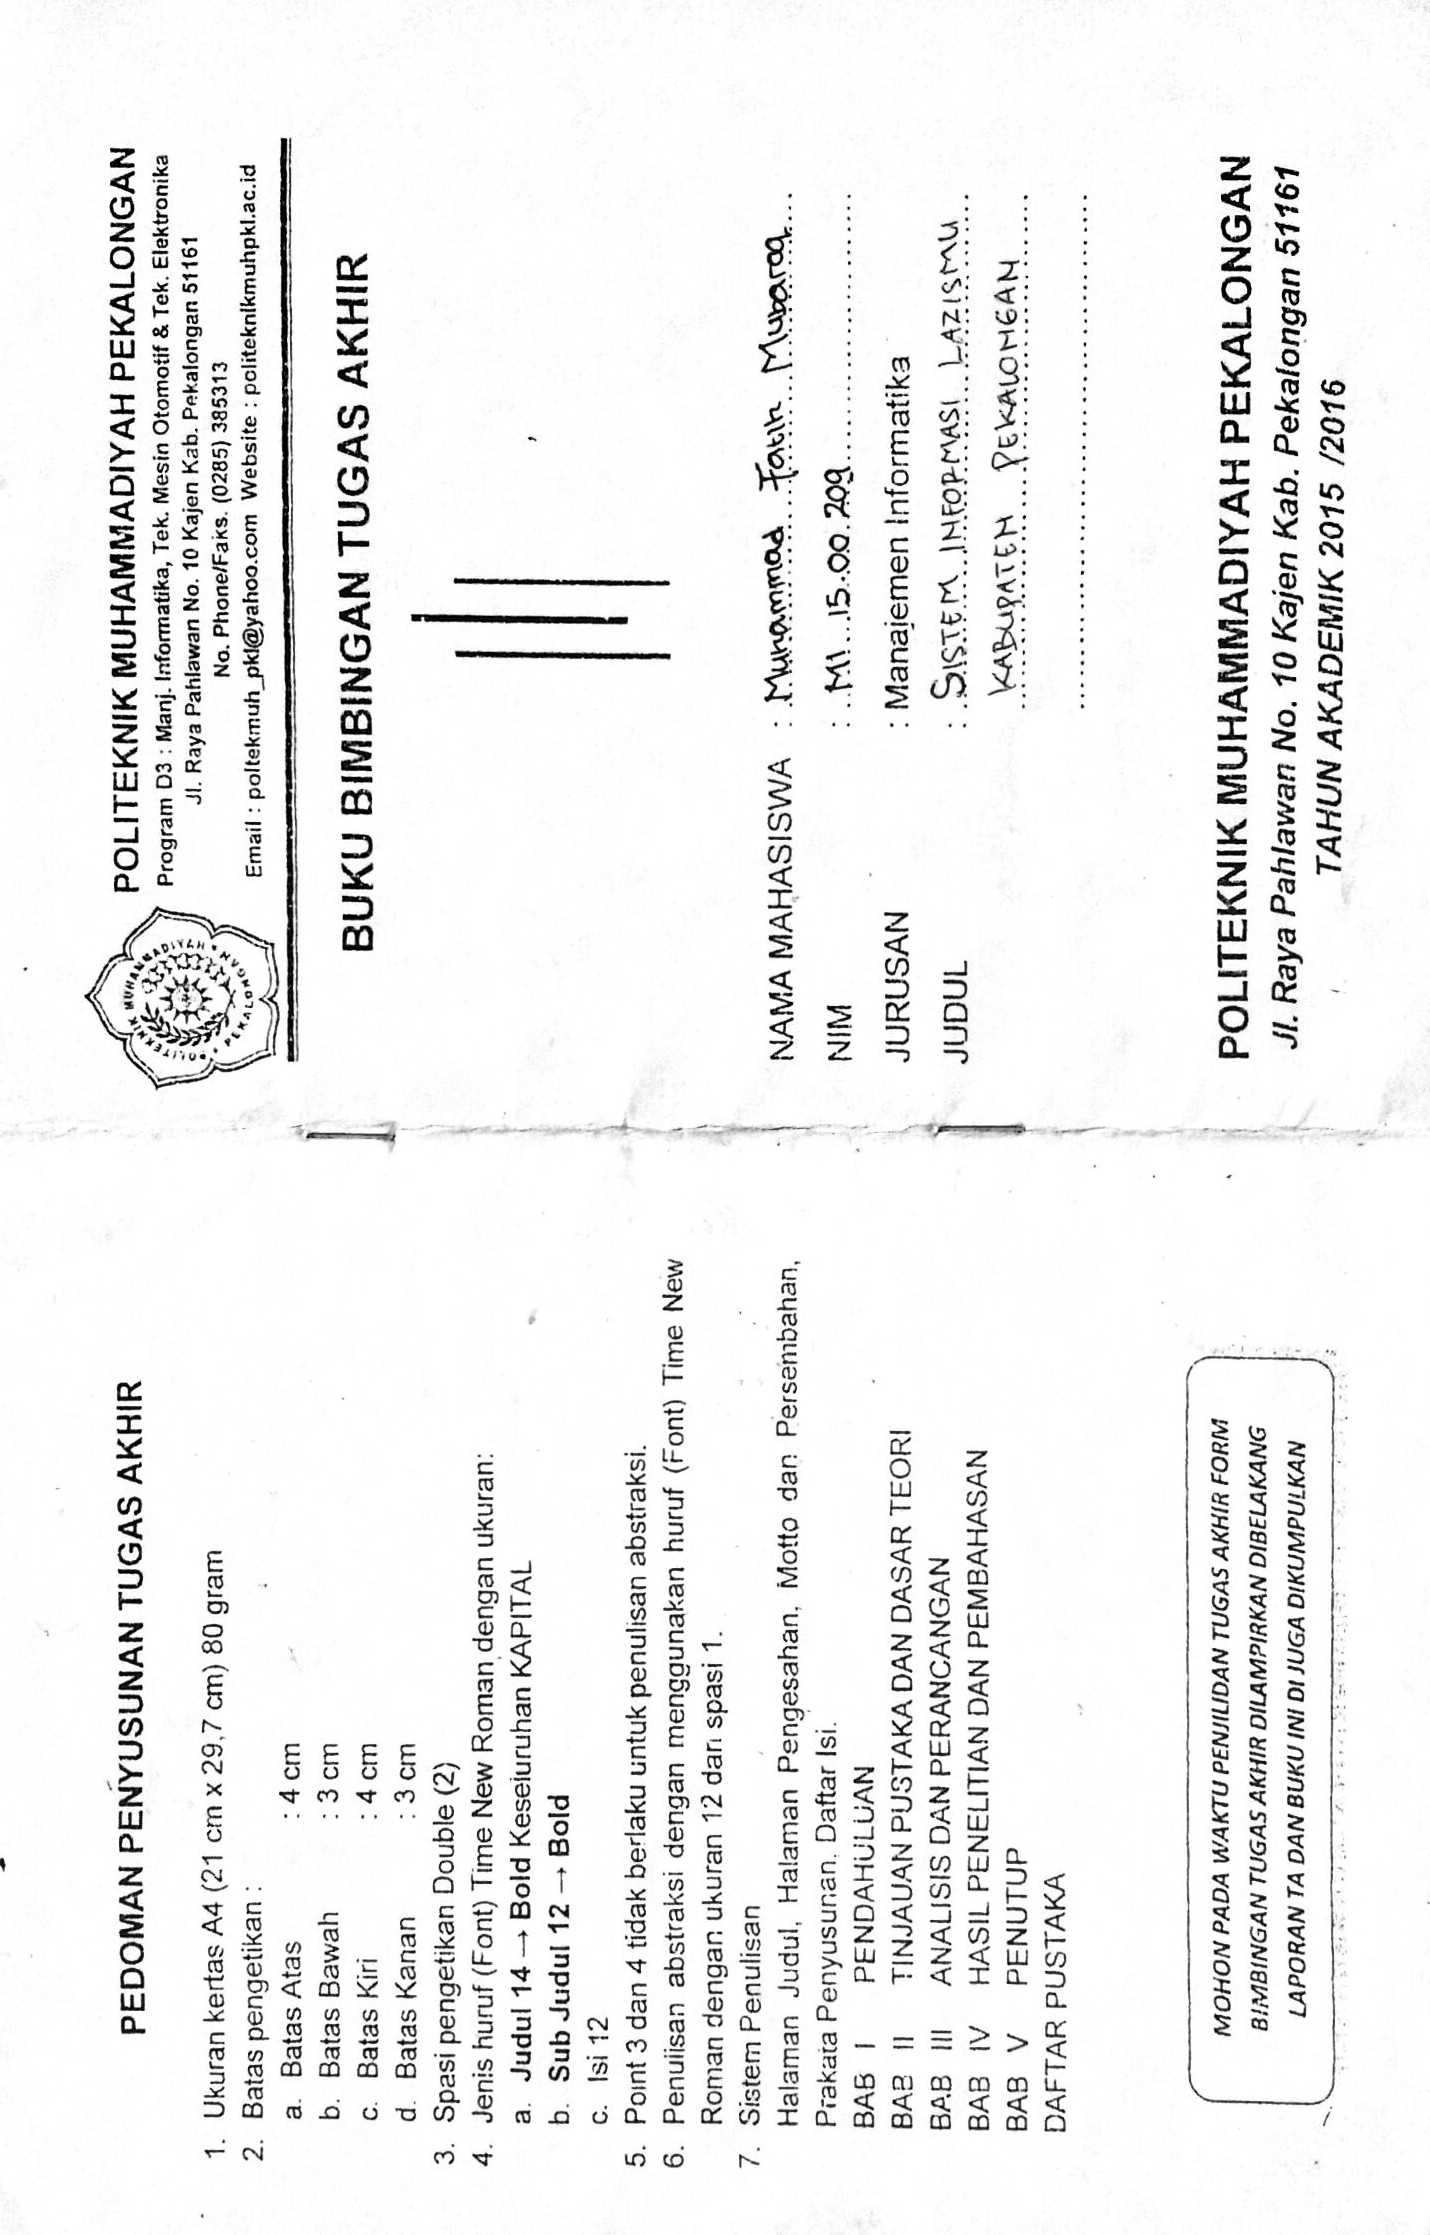 PEDOMAN PENYUSUNAN TUGAS AKHIR
1. Ukuran kertas A4 (21 cm x 29,7 cm) 80 gram
2. Batas pengetikan :
a. Batas Atas : 4 cm
b. Batas Bawah : 3 cm
c. Batas Kiri : 4 cm
d. Batas Kanan : 3 cm
3. Spasi pengetikan Double (2)
4. Jenis huruf (Font) Time New Roman dengan ukuran:
a. Judul 14 → Bold Keseluruhan KAPITAL
b. Sub Judul 12 → Bold
c. Isi 12
5. Point 3 dan 4 tidak berlaku untuk penulisan abstraksi.
6. Penulisan abstraksi dengan menggunakan huruf (Font) Time New
Roman dengan ukuran 12 dan spasi 1.
7. Sistem Penulisan
Halaman Judul, Halaman Pengesahan, Motto dan Persembahan,
Prakata Penyusunan, Daftar Isi.
BAB I PENDAHULUAN
BAB II TINJAUAN PUSTAKA DAN DASAR TEORI
BAB III ANALISIS DAN PERANCANGAN
BAB IV HASIL PENELITIAN DAN PEMBAHASAN
BAB V PENUTUP
DAFTAR PUSTAKA
MOHON PADA WAKTU PENJILIDAN TUGAS AKHIR FORM
BIMBINGAN TUGAS AKHIR DILAMPIRKAN DIBELAKANG
LAPORAN TA DAN BUKU INI DI JUGA DIKUMPULKAN
POLITEKNIK MUHAMMADIYAH PEKALONGAN
POLITEKNIK MUHAMMADIYAH PEKALONGAN
Program D3 : Manj. Informatika, Tek. Mesin Otomotif & Tek. Elektronika
Jl. Raya Pahlawan No. 10 Kajen Kab. Pekalongan 51161
No. Phone/Faks. (0285) 385313
Email : poltekmuh_pkl@yahoo.com Website : politeknikmuhpkl.ac.id
BUKU BIMBINGAN TUGAS AKHIR
NAMA MAHASISWA : Muhammad Fatih Mubaraq
NIM : MI. 15.00.209
JURUSAN : Manajemen Informatika
JUDUL : SISTEM INFORMASI LAZISMU
KABUPATEN PEKALONGAN
POLITEKNIK MUHAMMADIYAH PEKALONGAN
Jl. Raya Pahlawan No. 10 Kajen Kab. Pekalongan 51161
TAHUN AKADEMIK 2015 /2016